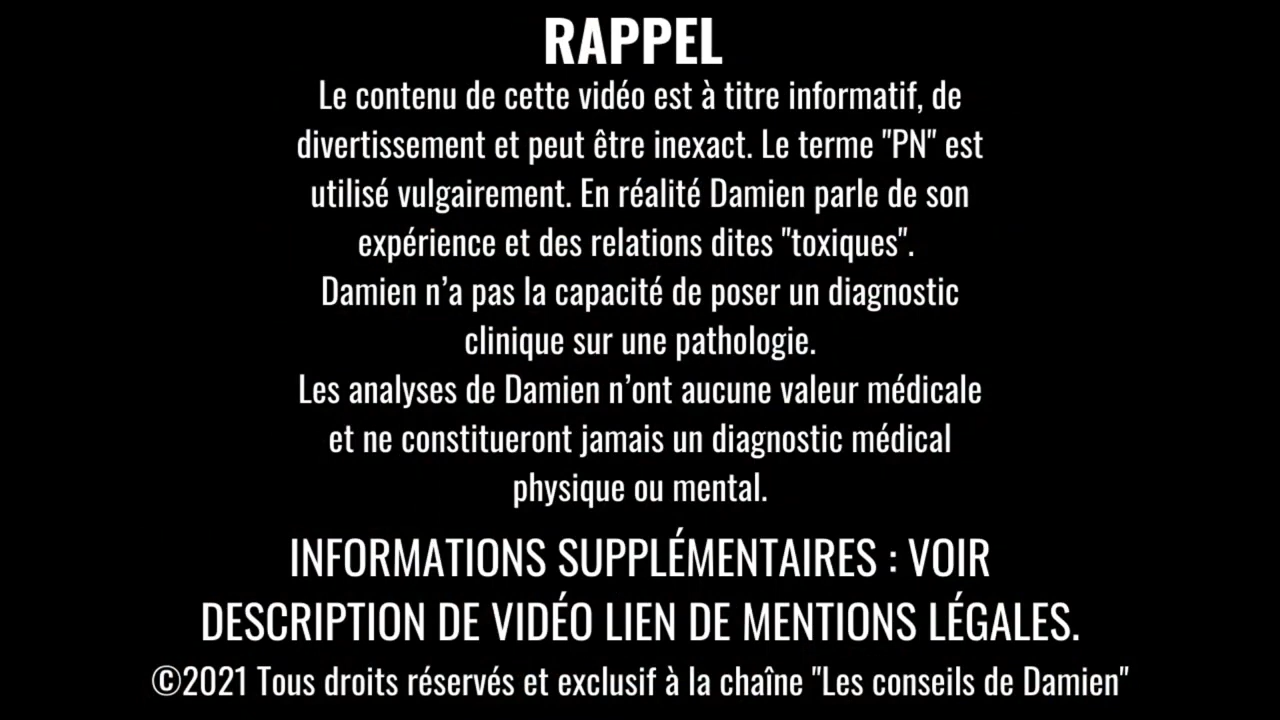 RAPPEL
Le contenu de cette vidéo est à titre informatif, de
divertissement et peut être inexact. Le terme "PN" est
utilisé vulgairement. En réalité Damien parle de son
expérience et des relations dites "toxiques".
Damien n’a pas la capacité de poser un diagnostic
clinique sur une pathologie.
Les analyses de Damien n’ont aucune valeur médicale
et ne constitueront jamais un diagnostic médical
physique ou mental.
INFORMATIONS SUPPLÉMENTAIRES : VOIR
DESCRIPTION DE VIDÉO LIEN DE MENTIONS LÉGALES.
©2021 Tous droits réservés et exclusif à la chaîne "Les conseils de Damien"